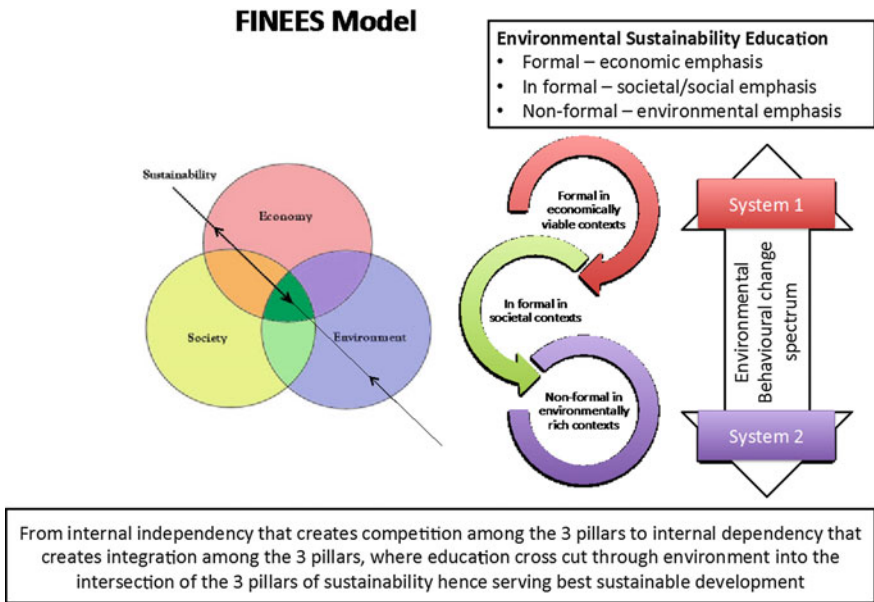 FINEES Model
Environmental Sustainability Education
• Formal – economic emphasis
• In formal – societal/social emphasis
• Non-formal – environmental emphasis
Sustainability
Economy
Society
Environment
Formal in
economically
viable contexts
In formal in
societal contexts
Non-formal in
environmentally
rich contexts
System 1
Environmental
Behavioural change
spectrum
System 2
From internal independency that creates competition among the 3 pillars to internal dependency that
creates integration among the 3 pillars, where education cross cut through environment into the
intersection of the 3 pillars of sustainability hence serving best sustainable development